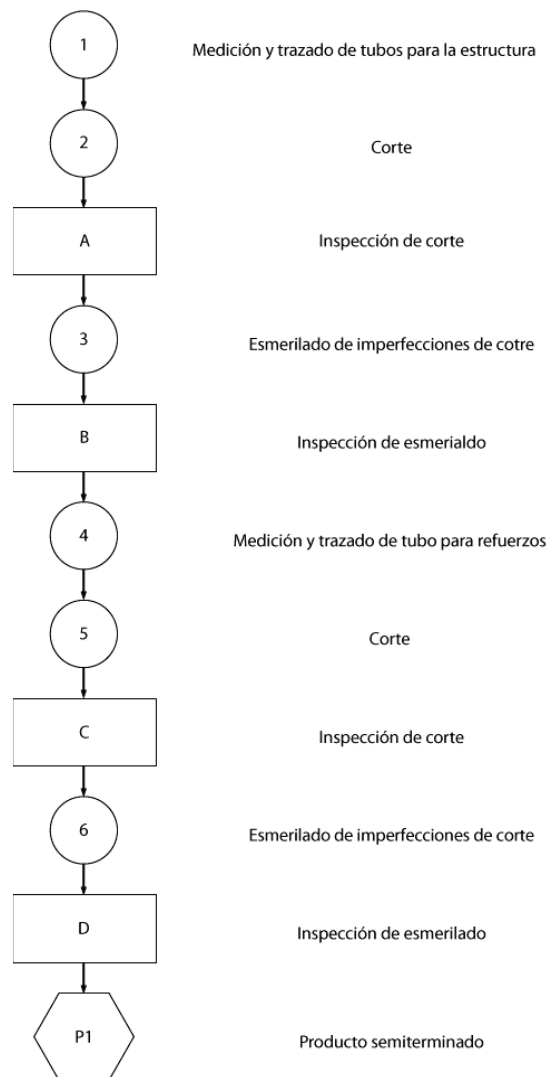 1 Medición y trazado de tubos para la estructura
2 Corte
A Inspección de corte
3 Esmerilado de imperfecciones de cotre
B Inspección de esmerialdo
4 Medición y trazado de tubo para refuerzos
5 Corte
C Inspección de corte
6 Esmerilado de imperfecciones de corte
D Inspección de esmerilado
P1 Producto semiterminado